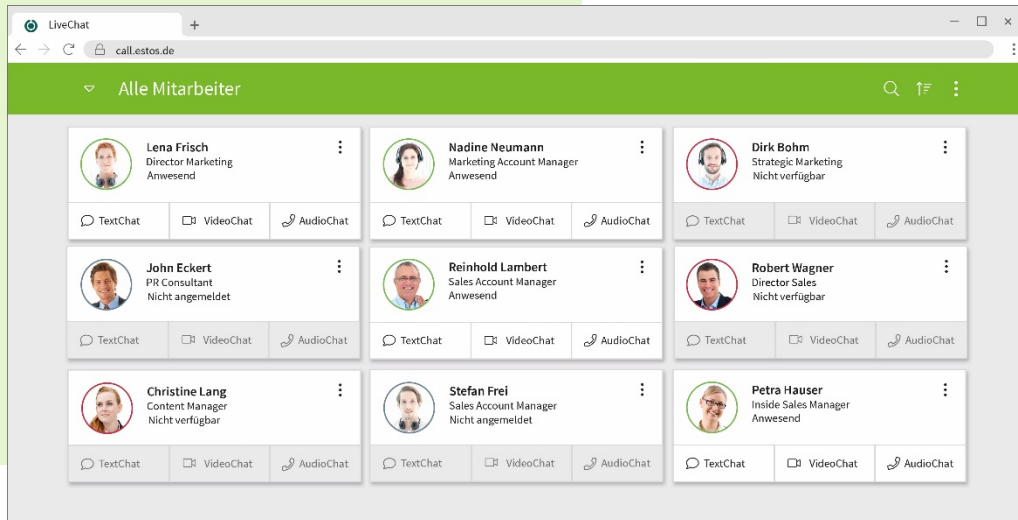 LiveChat
call.estos.de
Alle Mitarbeiter
Lena Frisch
Director Marketing
Anwesend
TextChat VideoChat AudioChat
Nadine Neumann
Marketing Account Manager
Anwesend
TextChat VideoChat AudioChat
Dirk Bohm
Strategic Marketing
Nicht verfügbar
TextChat VideoChat AudioChat
John Eckert
PR Consultant
Nicht angemeldet
TextChat VideoChat AudioChat
Reinhold Lambert
Sales Account Manager
Anwesend
TextChat VideoChat AudioChat
Robert Wagner
Director Sales
Nicht verfügbar
TextChat VideoChat AudioChat
Christine Lang
Content Manager
Nicht verfügbar
TextChat VideoChat AudioChat
Stefan Frei
Sales Account Manager
Nicht angemeldet
TextChat VideoChat AudioChat
Petra Hauser
Inside Sales Manager
Anwesend
TextChat VideoChat AudioChat